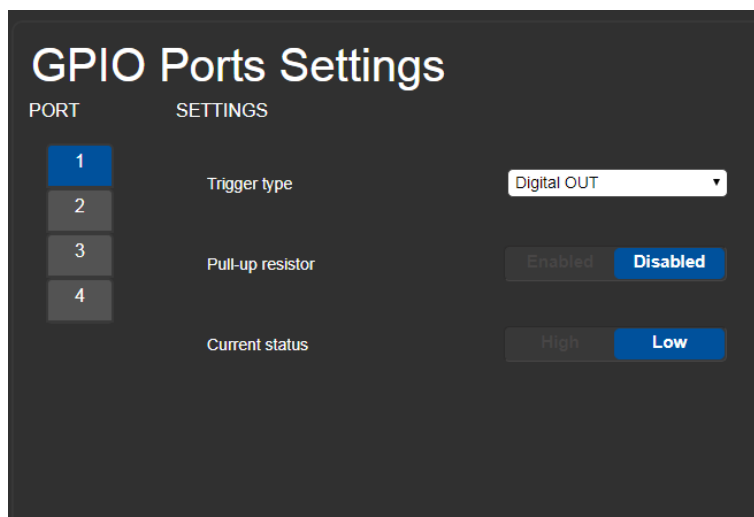 GPIO Ports Settings
PORT SETTINGS
1
Trigger type Digital OUT
2
3
Pull-up resistor Enabled Disabled
4
Current status High Low